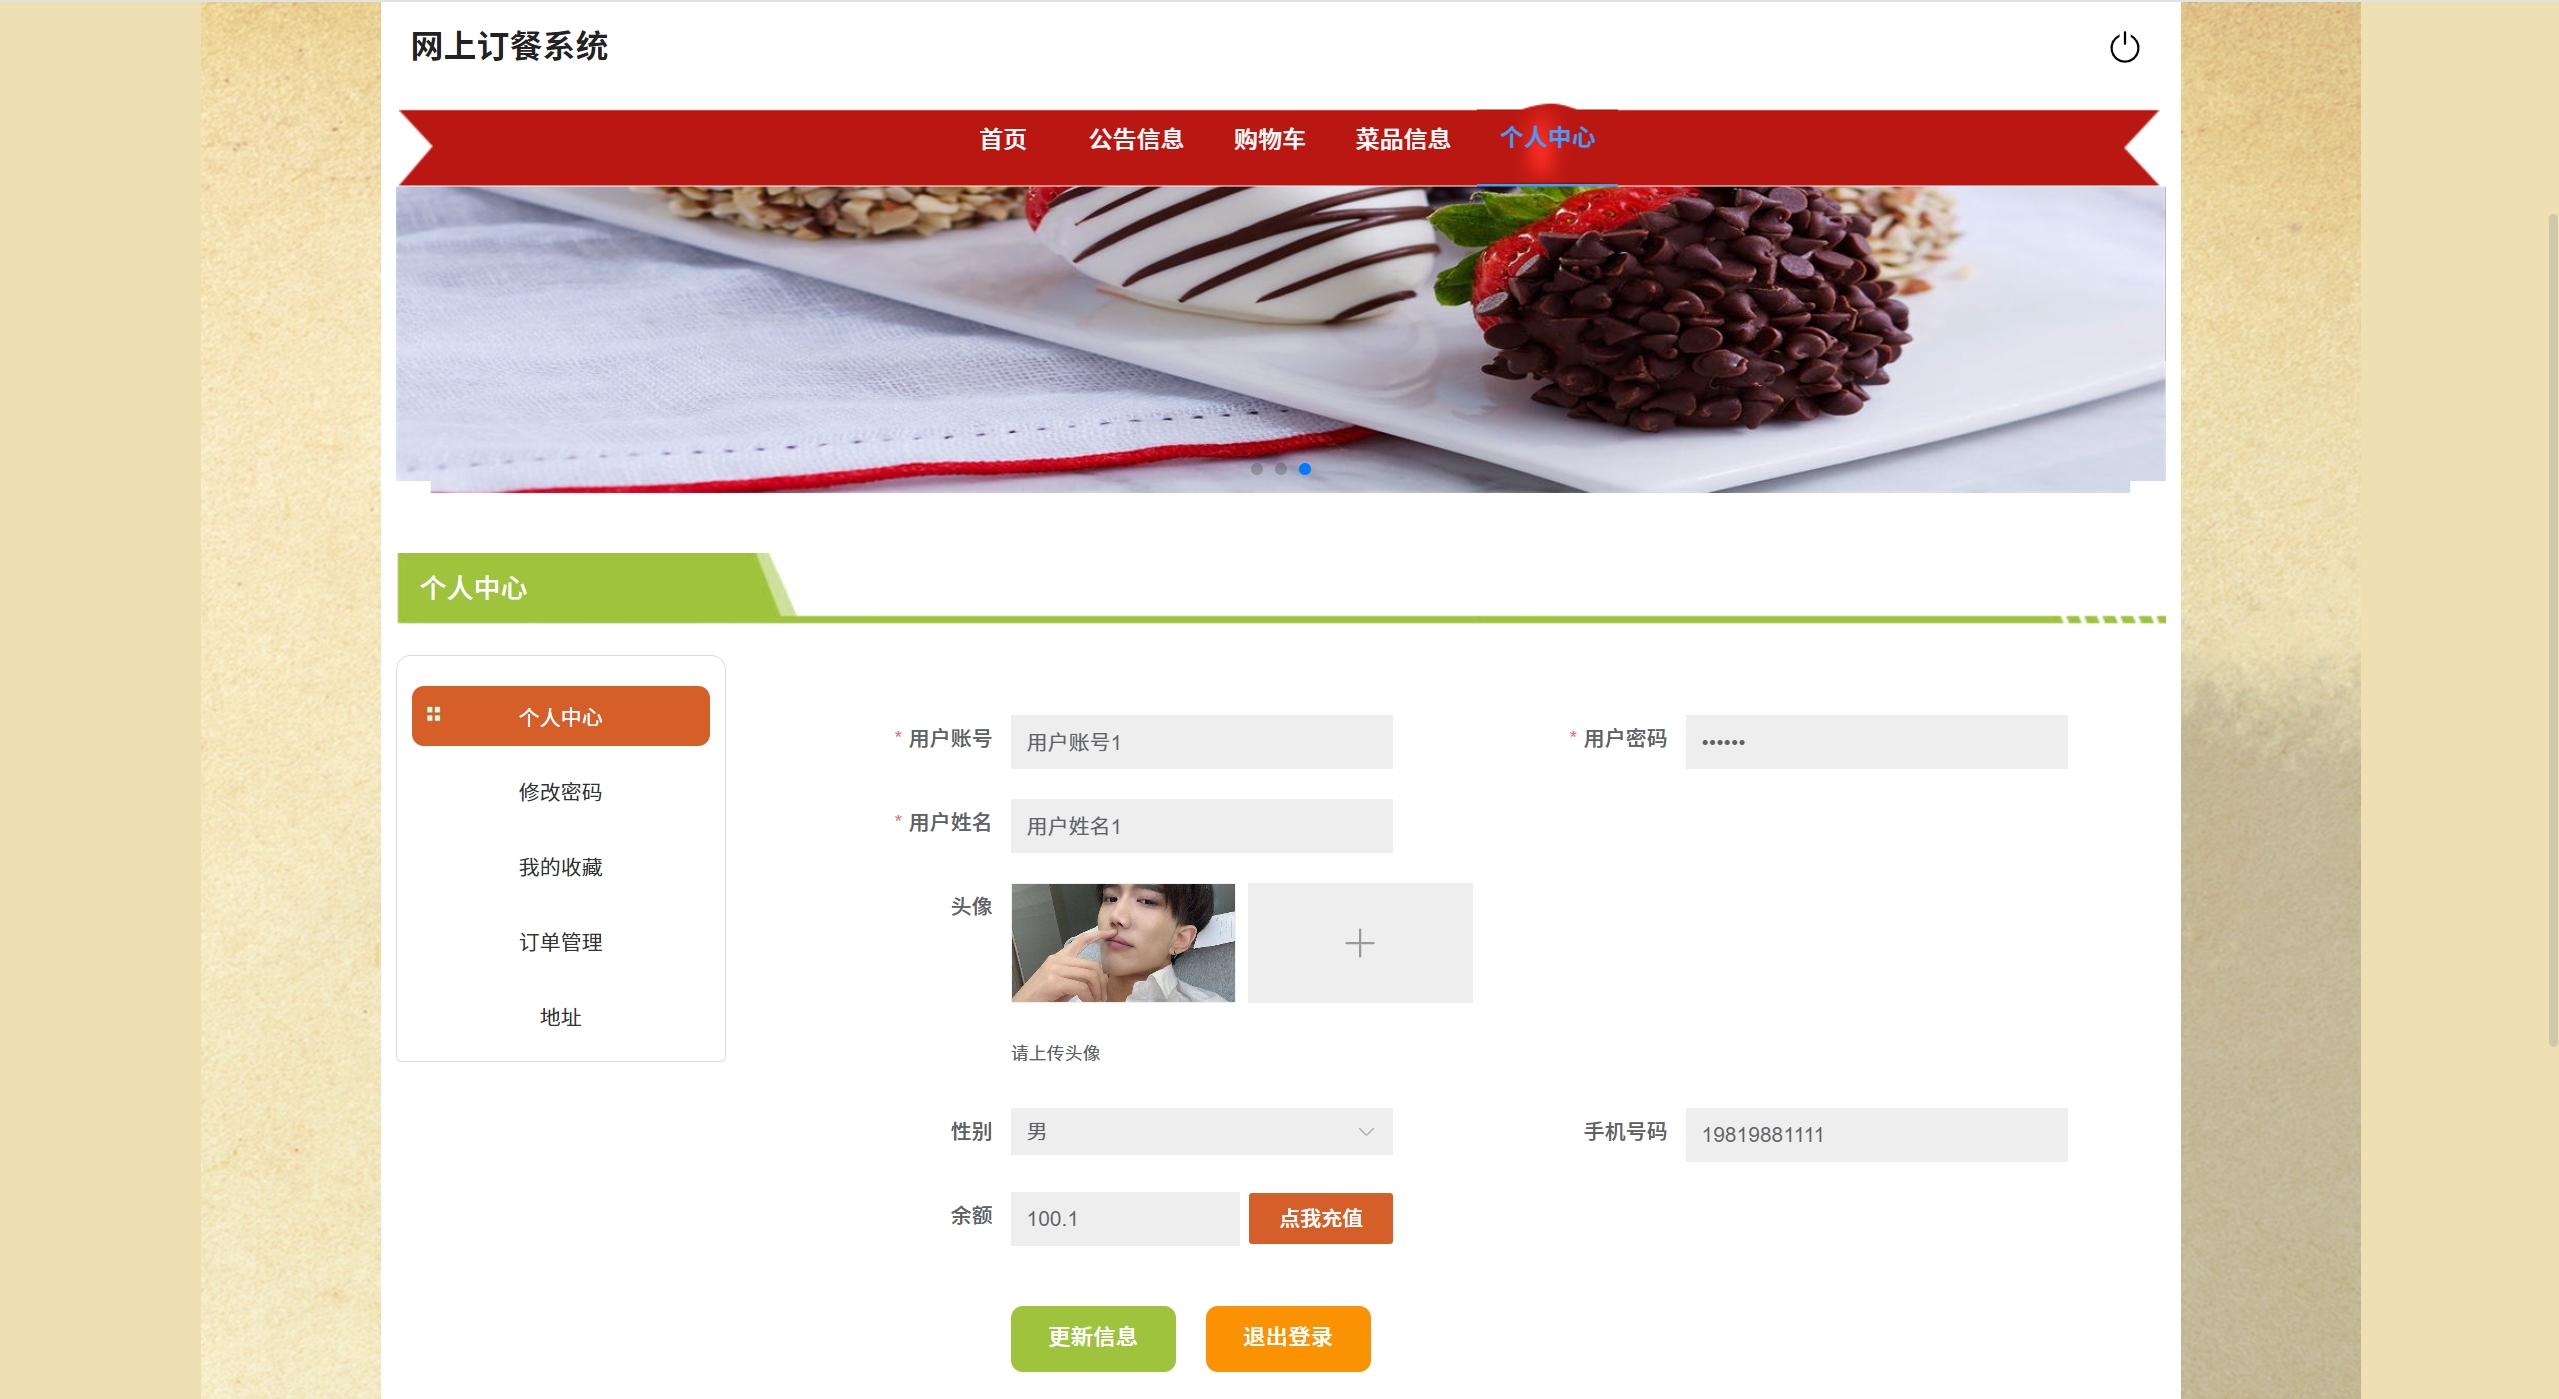 网上订餐系统
首页 公告信息 购物车 菜品信息 个人中心
个人中心
个人中心
修改密码
我的收藏
订单管理
地址
* 用户账号 用户账号1
* 用户密码 ••••••
* 用户姓名 用户姓名1
头像
请上传头像
性别 男
手机号码 19819881111
余额 100.1 点我充值
更新信息 退出登录